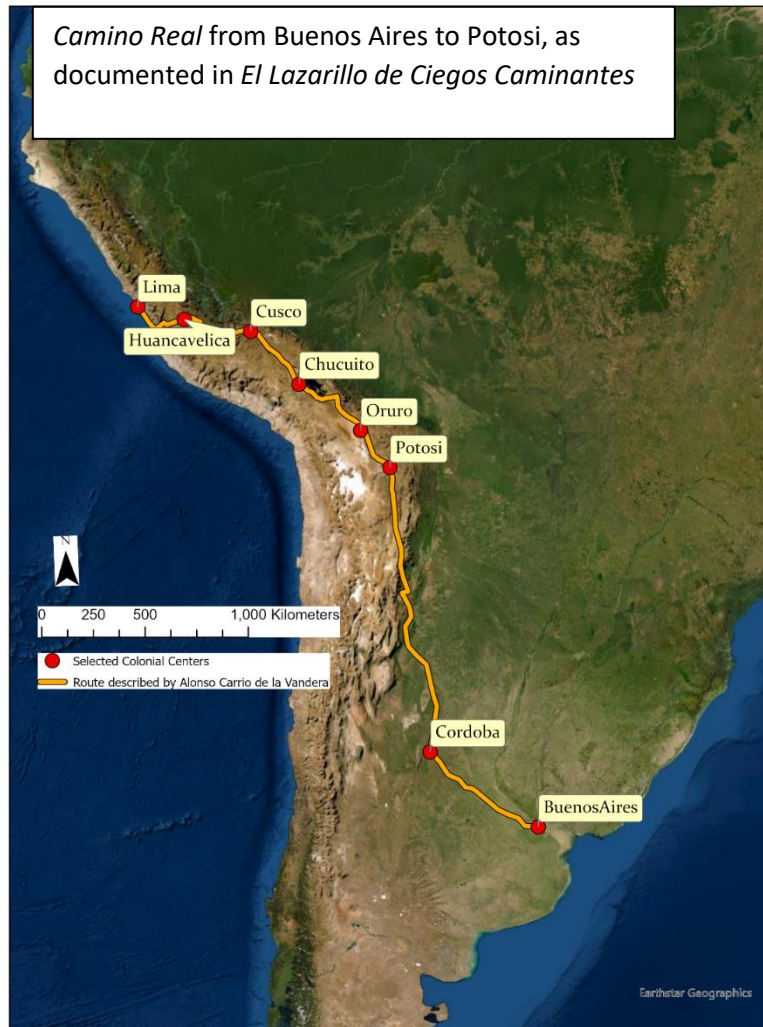 Camino Real from Buenos Aires to Potosi, as
documented in El Lazarillo de Ciegos Caminantes
Lima
Cusco
Huancavelica
Chucuito
Oruro
Potosi
N
0 250 500 1,000 Kilometers
Selected Colonial Centers
Route described by Alonso Carrio de la Vandera
Cordoba
BuenosAires
Earthstar Geographics